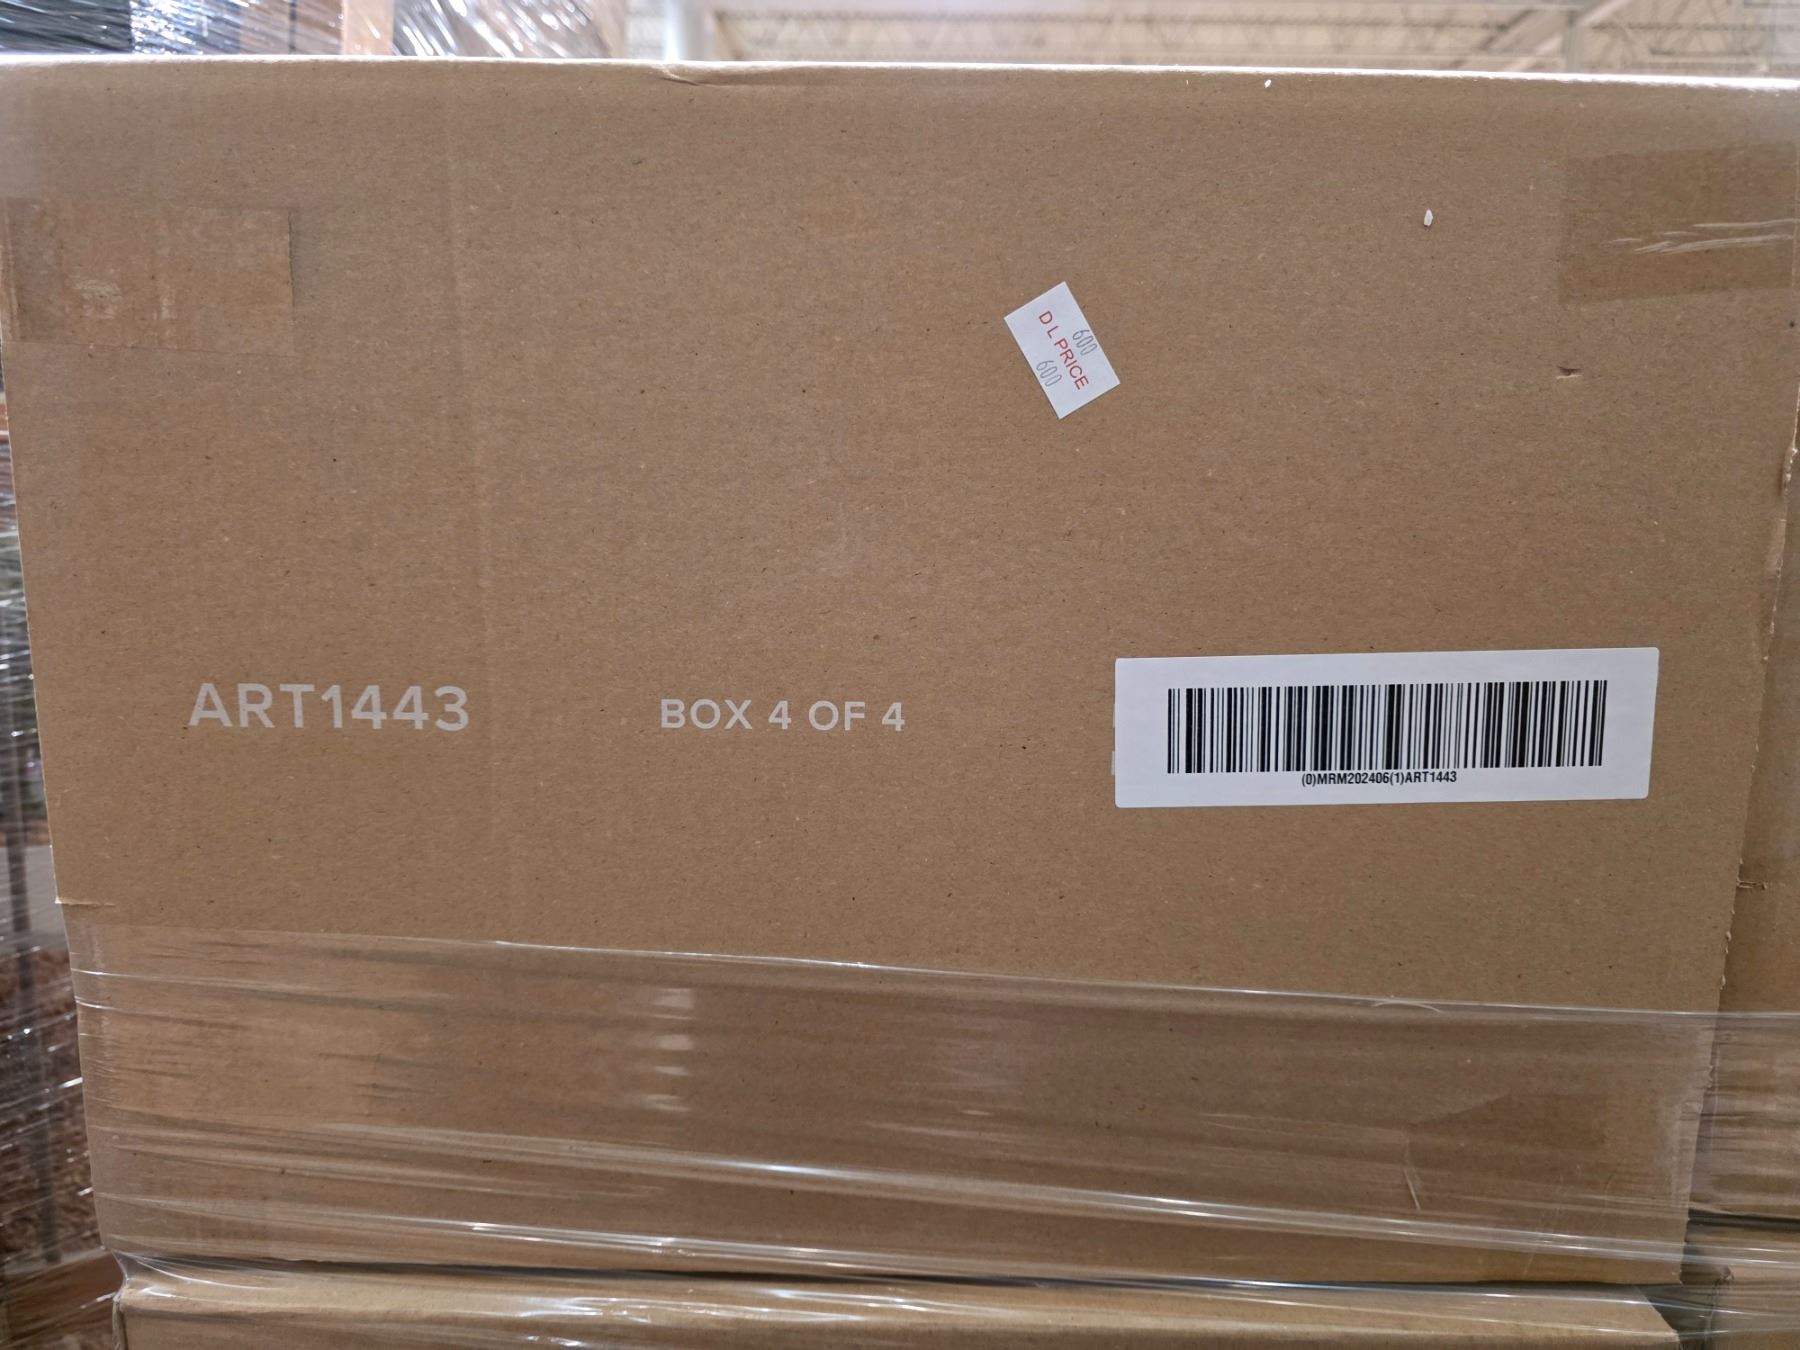 600
D L PRICE
600
ART1443
BOX 4 OF 4
(0)MRM202406(1)ART1443